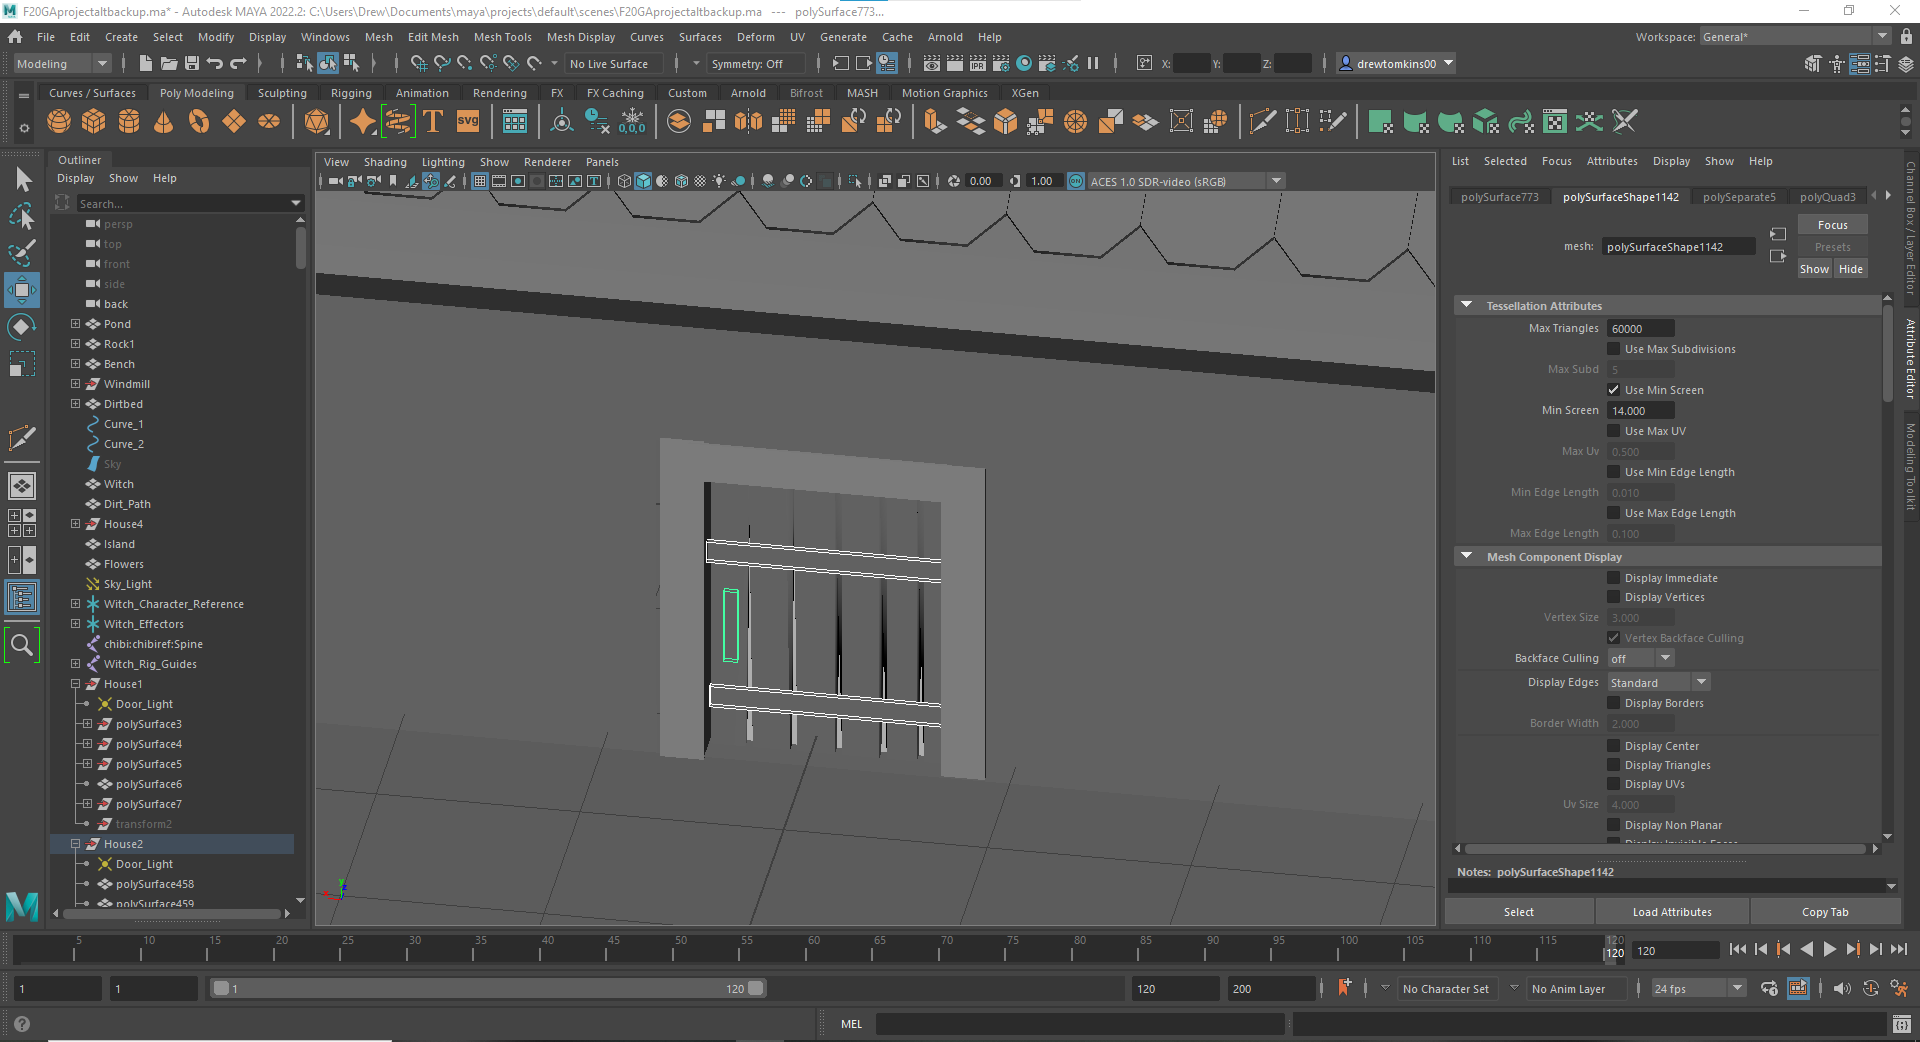 F20GAprojectaltbackup.ma* - Autodesk MAYA 2022.2: C:\Users\Drew\Documents\maya\projects\default\scenes\F20GAprojectaltbackup.ma --- polySurface773...
File Edit Create Select Modify Display Windows Mesh Edit Mesh Mesh Tools Mesh Display Curves Surfaces Deform UV Generate Cache Arnold Help
Workspace: General*
Modeling
No Live Surface
Symmetry: Off
X: Y: Z:
drewtomkins00
Curves / Surfaces Poly Modeling Sculpting Rigging Animation Rendering FX FX Caching Custom Arnold Bifrost MASH Motion Graphics XGen
T svg 0,0,0
Outliner
Display Show Help
Search...
persp
top
front
side
back
Pond
Rock1
Bench
Windmill
Dirtbed
Curve_1
Curve_2
Sky
Witch
Dirt_Path
House4
Island
Flowers
Sky_Light
Witch_Character_Reference
Witch_Effectors
chibi:chibiref:Spine
Witch_Rig_Guides
House1
Door_Light
polySurface3
polySurface4
polySurface5
polySurface6
polySurface7
transform2
House2
Door_Light
polySurface458
polySurface459
View Shading Lighting Show Renderer Panels
0.00 1.00 ACES 1.0 SDR-video (sRGB)
List Selected Focus Attributes Display Show Help
polySurface773 polySurfaceShape1142 polySeparate5 polyQuad3
mesh: polySurfaceShape1142
Focus
Presets
Show Hide
Tessellation Attributes
Max Triangles 60000
Use Max Subdivisions
Max Subd 5
Use Min Screen
Min Screen 14.000
Use Max UV
Max Uv 0.500
Use Min Edge Length
Min Edge Length 0.010
Use Max Edge Length
Max Edge Length 0.100
Mesh Component Display
Display Immediate
Display Vertices
Vertex Size 3.000
Vertex Backface Culling
Backface Culling off
Display Edges Standard
Display Borders
Border Width 2.000
Display Center
Display Triangles
Display UVs
Uv Size 4.000
Display Non Planar
Notes: polySurfaceShape1142
Select Load Attributes Copy Tab
Channel Box / Layer Editor
Attribute Editor
Modeling Toolkit
5 10 15 20 25 30 35 40 45 50 55 60 65 70 75 80 85 90 95 100 105 110 115 120
120
120
1 1 1 120 120 200 No Character Set No Anim Layer 24 fps
MEL